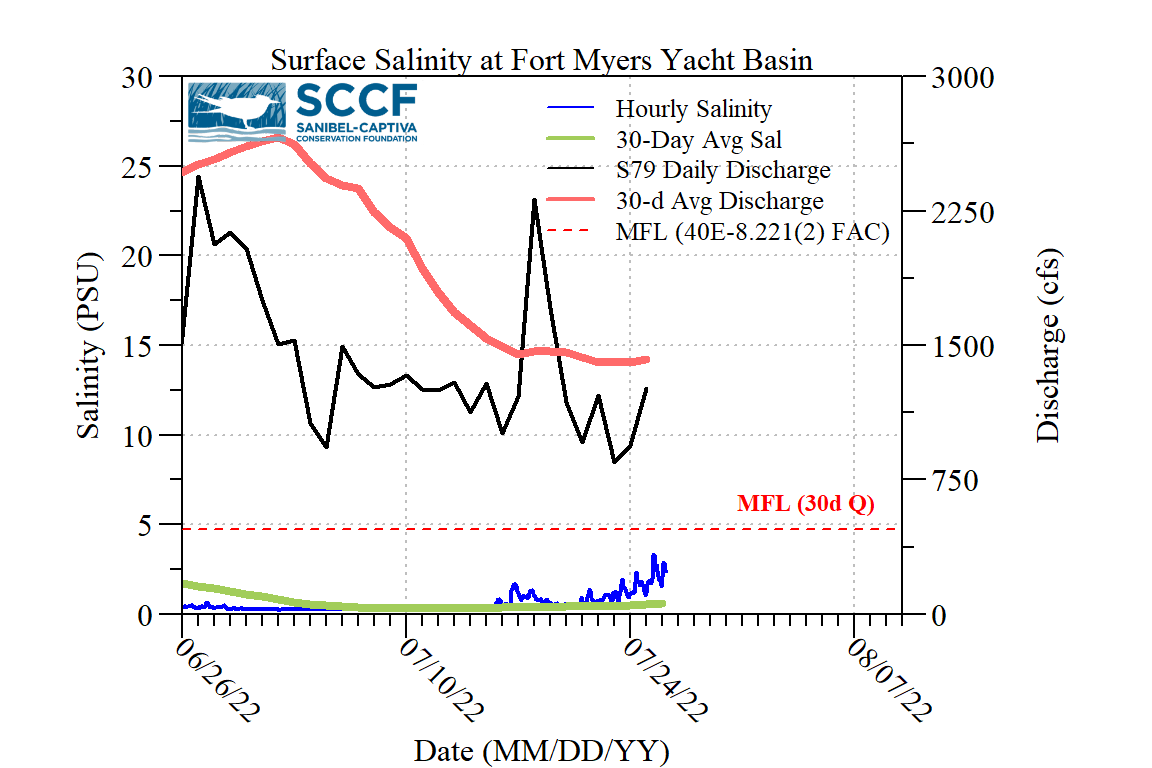 Surface Salinity at Fort Myers Yacht Basin
30
3000
SCCF
SANIBEL-CAPTIVA
CONSERVATION FOUNDATION
Hourly Salinity
30-Day Avg Sal
S79 Daily Discharge
30-d Avg Discharge
MFL (40E-8.221(2) FAC)
25
2250
20
Salinity (PSU)
Discharge (cfs)
15
1500
10
750
MFL (30d Q)
5
0
0
06/26/22
07/10/22
07/24/22
08/07/22
Date (MM/DD/YY)